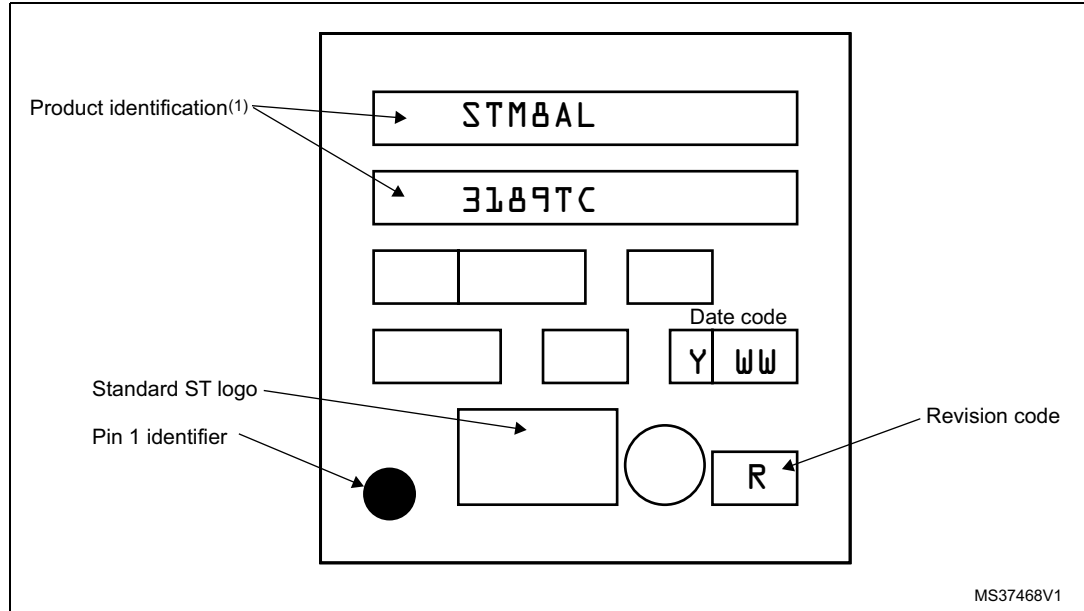 Product identification(1)
STM8AL
3189TC
Date code
Y WW
Standard ST logo
Pin 1 identifier
Revision code
R
MS37468V1